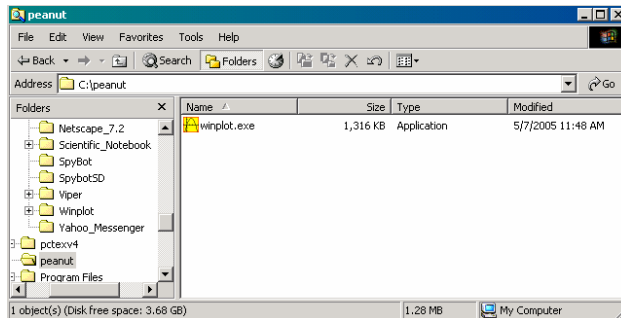 peanut
File Edit View Favorites Tools Help
Back Search Folders
Address C:\peanut Go
Folders
Name Size Type Modified
winplot.exe 1,316 KB Application 5/7/2005 11:48 AM
Netscape_7.2
Scientific_Notebook
SpyBot
SpybotSD
Viper
Winplot
Yahoo_Messenger
pctexv4
peanut
Program Files
1 object(s) (Disk free space: 3.68 GB) 1.28 MB My Computer